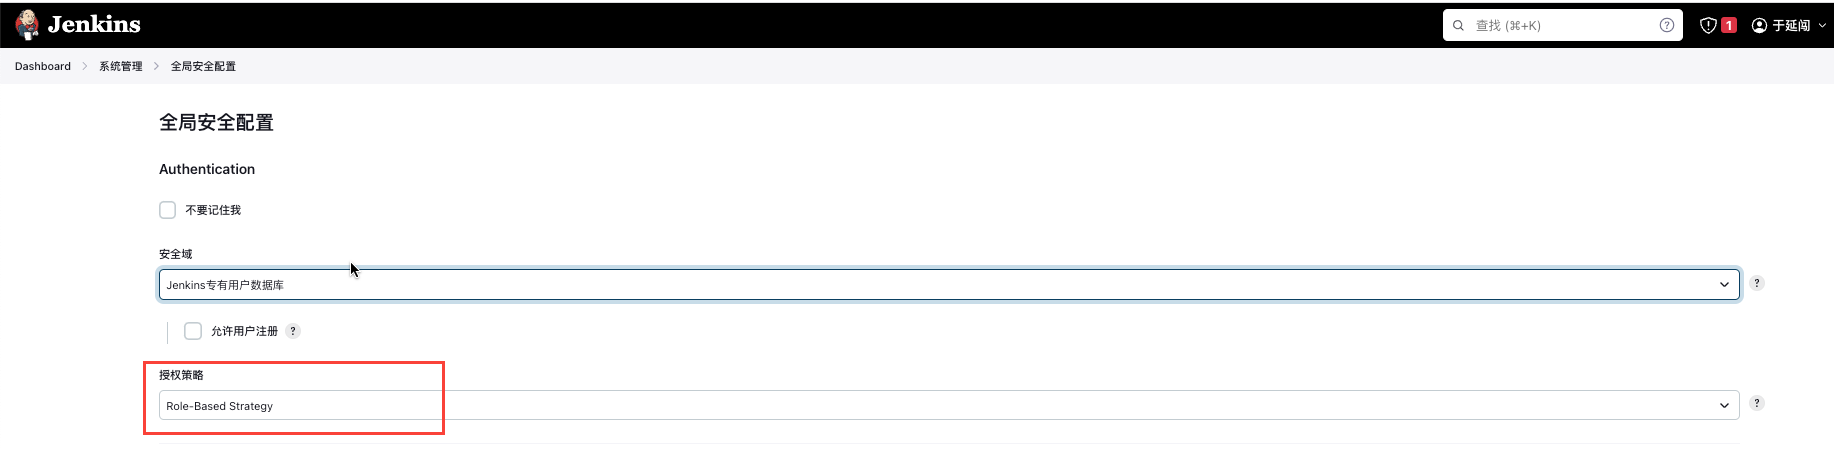 Jenkins
查找 (⌘+K)
?
1
于延闯
Dashboard
系统管理
全局安全配置
全局安全配置
Authentication
不要记住我
安全域
Jenkins专有用户数据库
?
允许用户注册
?
授权策略
Role-Based Strategy
?